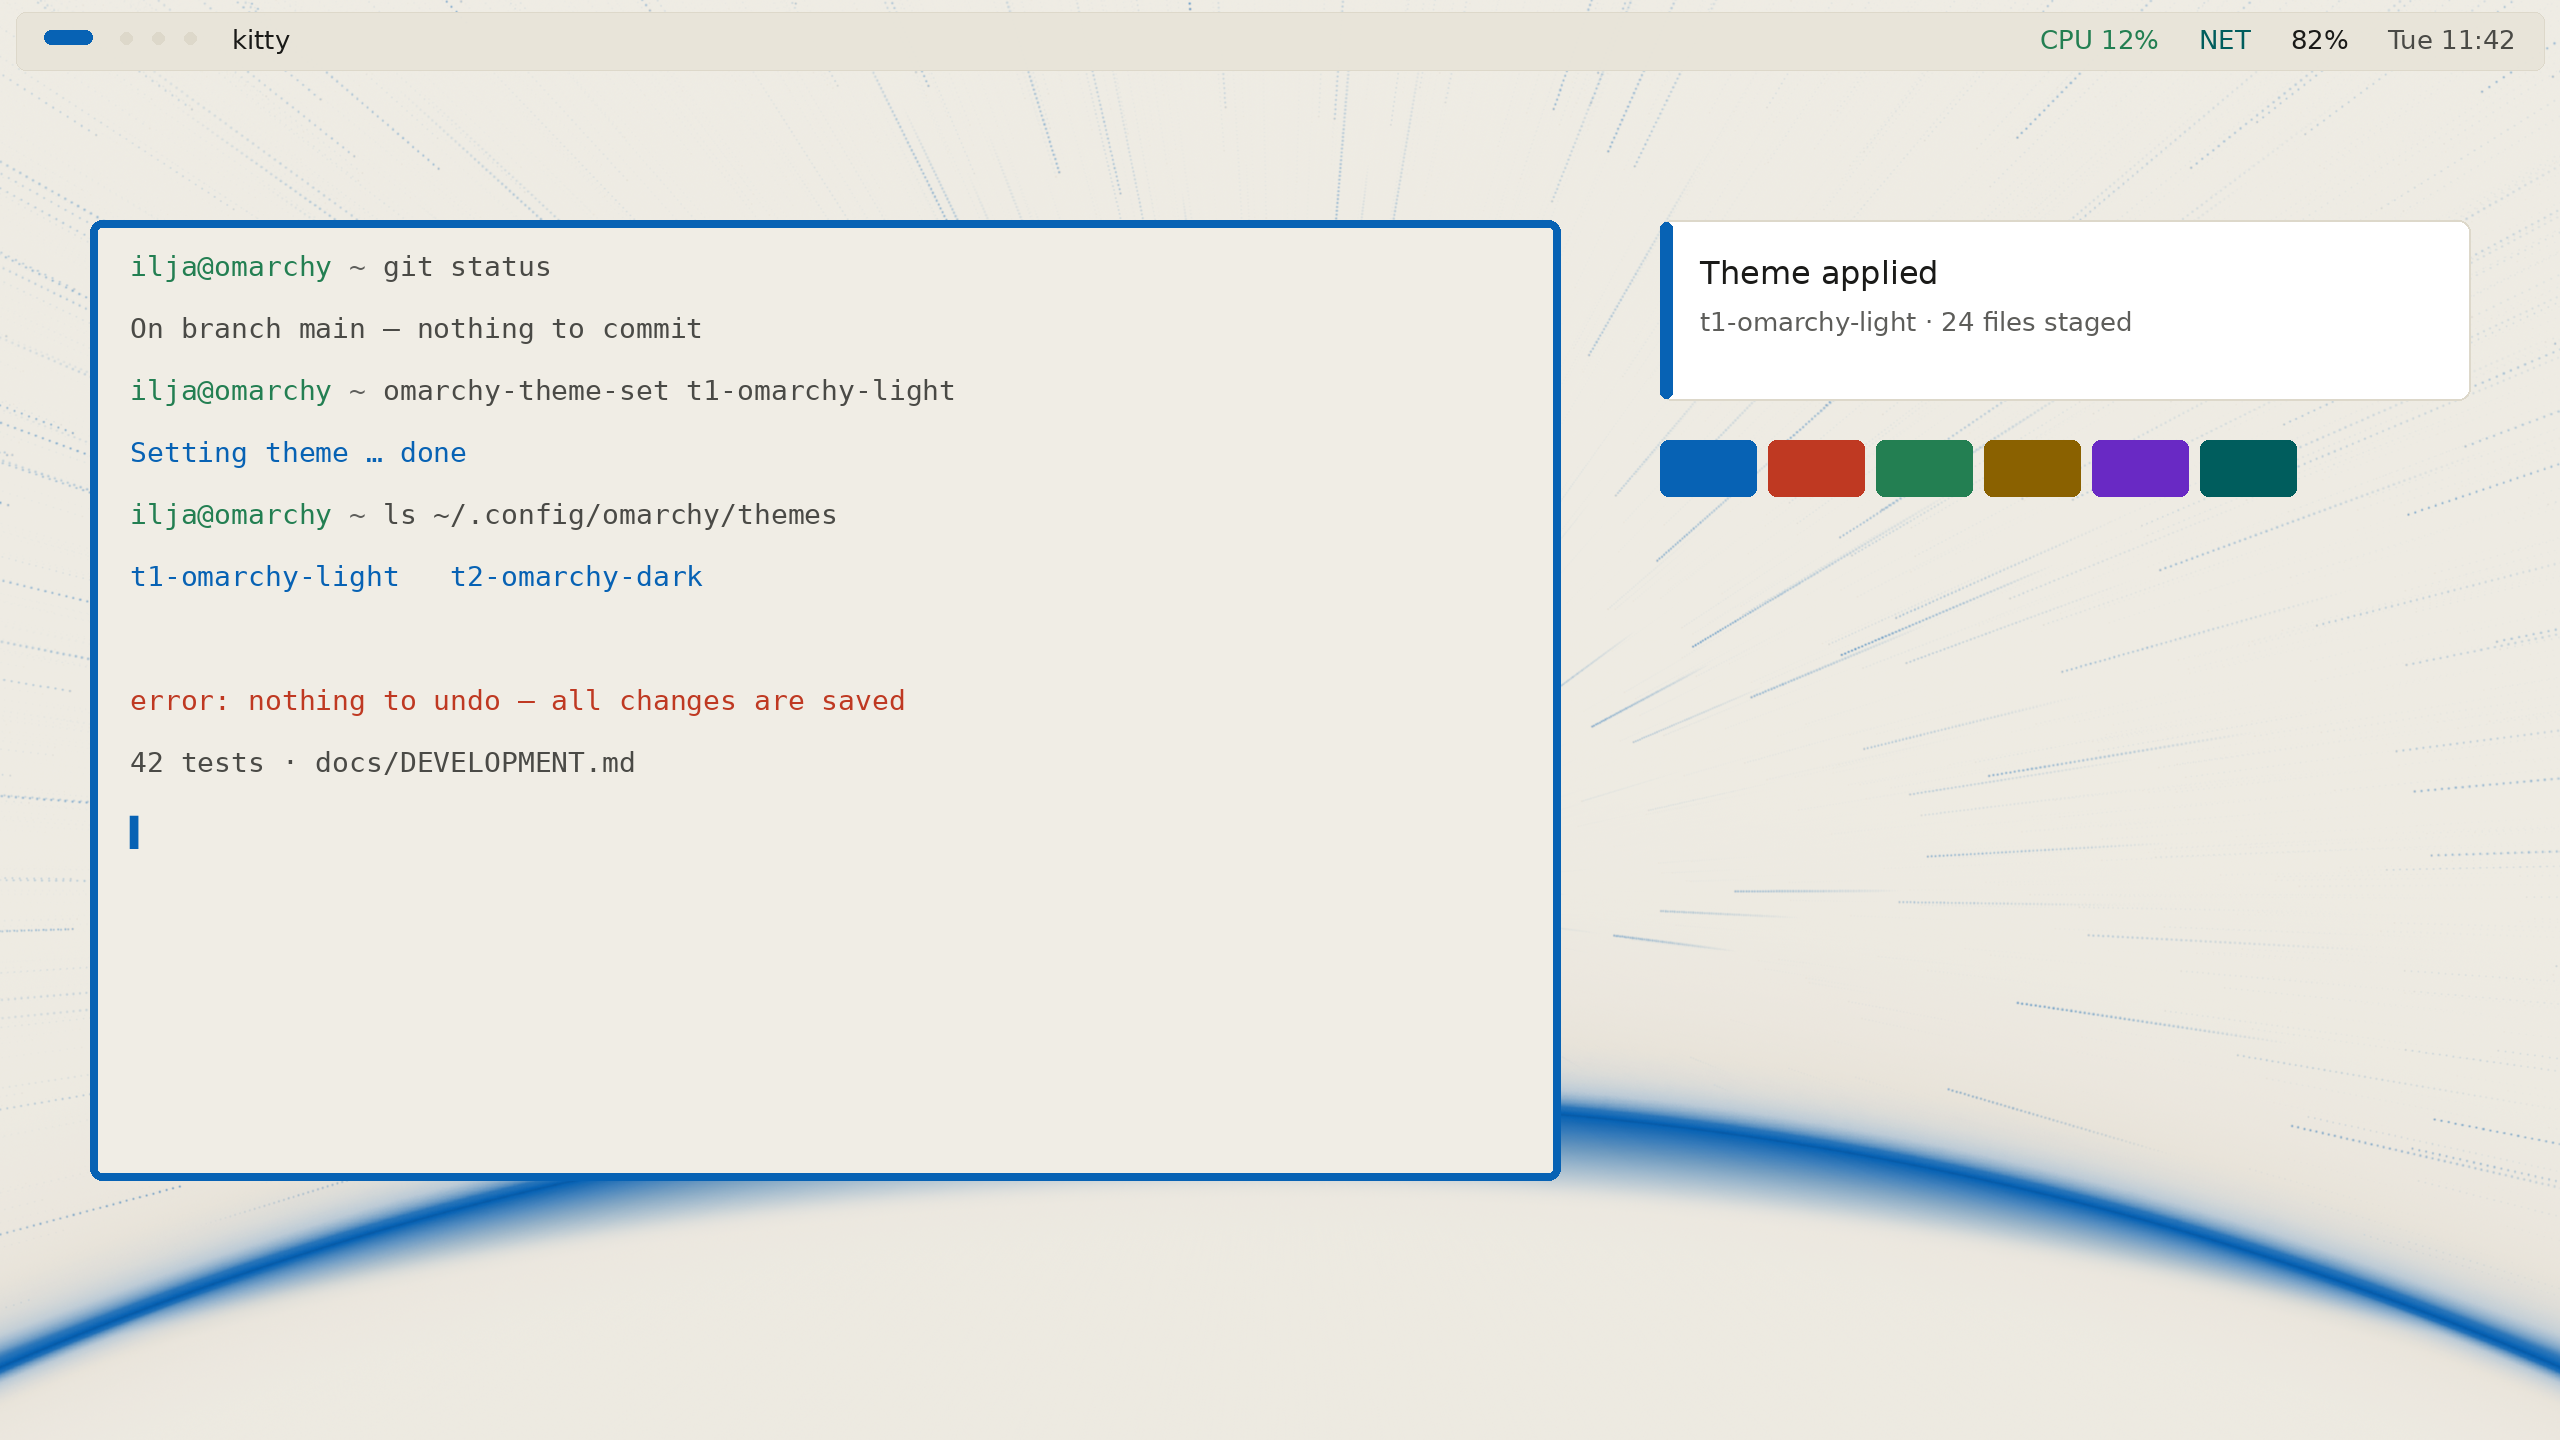 kitty
CPU 12% NET 82% Tue 11:42
ilja@omarchy ~ git status
On branch main — nothing to commit
ilja@omarchy ~ omarchy-theme-set t1-omarchy-light
Setting theme … done
ilja@omarchy ~ ls ~/.config/omarchy/themes
t1-omarchy-light t2-omarchy-dark
error: nothing to undo — all changes are saved
42 tests · docs/DEVELOPMENT.md
Theme applied
t1-omarchy-light · 24 files staged